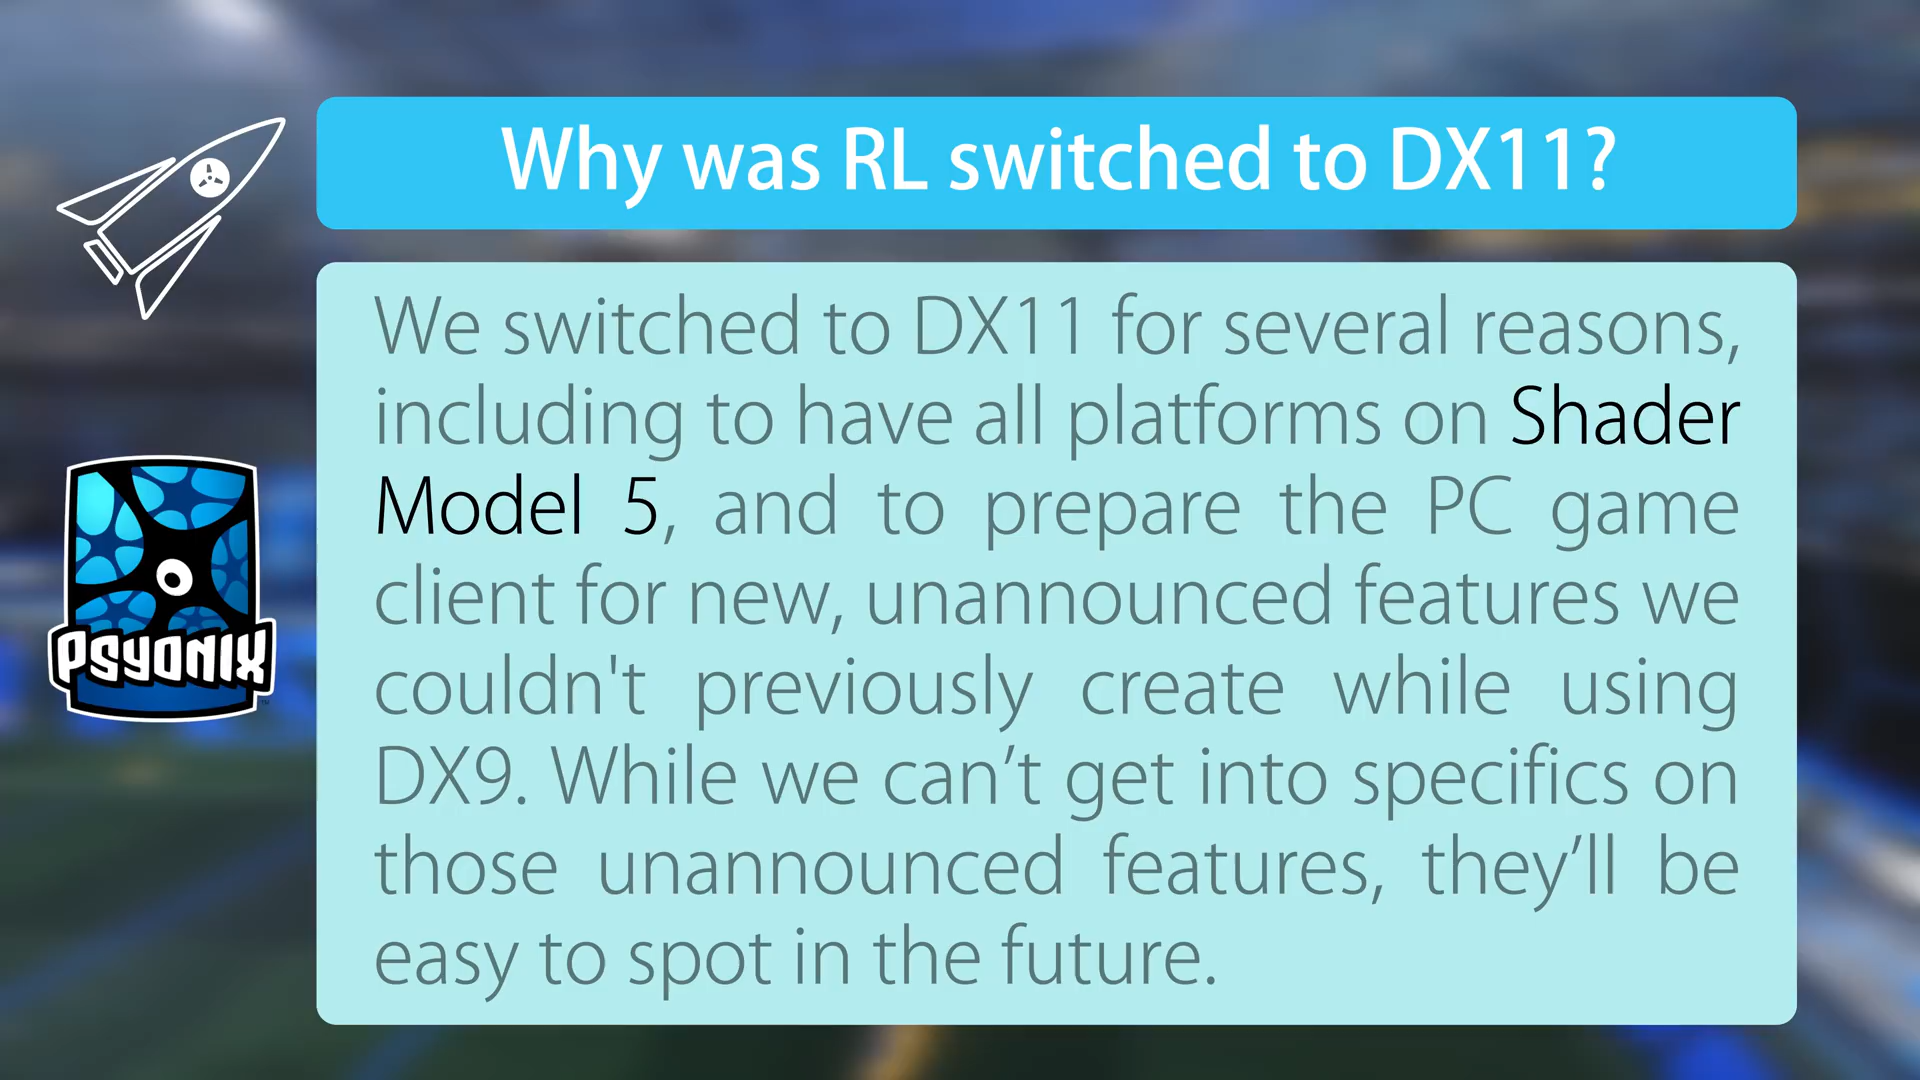 Why was RL switched to DX11?
We switched to DX11 for several reasons,
including to have all platforms on Shader
Model 5, and to prepare the PC game
client for new, unannounced features we
couldn't previously create while using
DX9. While we can’t get into specifics on
those unannounced features, they’ll be
easy to spot in the future.
PSYONIX